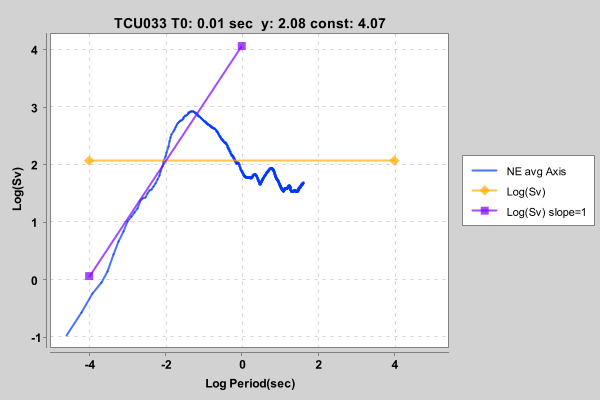 TCU033 T0: 0.01 sec  y: 2.08 const: 4.07
4
3
2
1
0
-1
Log(Sv)
-4
-2
0
2
4
Log Period(sec)
NE avg Axis
Log(Sv)
Log(Sv) slope=1